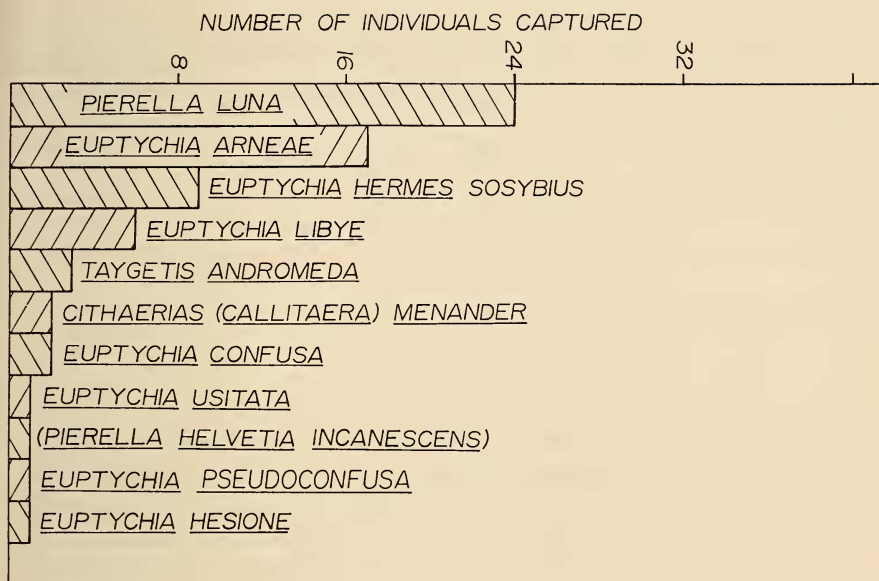 NUMBER OF INDIVIDUALS CAPTURED
8 16 24 32
PIERELLA LUNA
EUPTYCHIA ARNEAE
EUPTYCHIA HERMES SOSYBIUS
EUPTYCHIA LIBYE
TAYGETIS ANDROMEDA
CITHAERIAS (CALLITAERA) MENANDER
EUPTYCHIA CONFUSA
EUPTYCHIA USITATA
(PIERELLA HELVETIA INCANESCENS)
EUPTYCHIA PSEUDOCONFUSA
EUPTYCHIA HESIONE